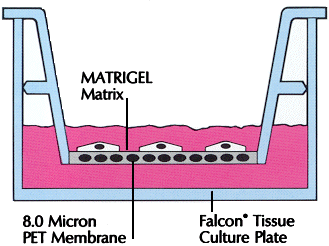 MATRIGEL
Matrix
8.0 Micron
PET Membrane
Falcon® Tissue
Culture Plate